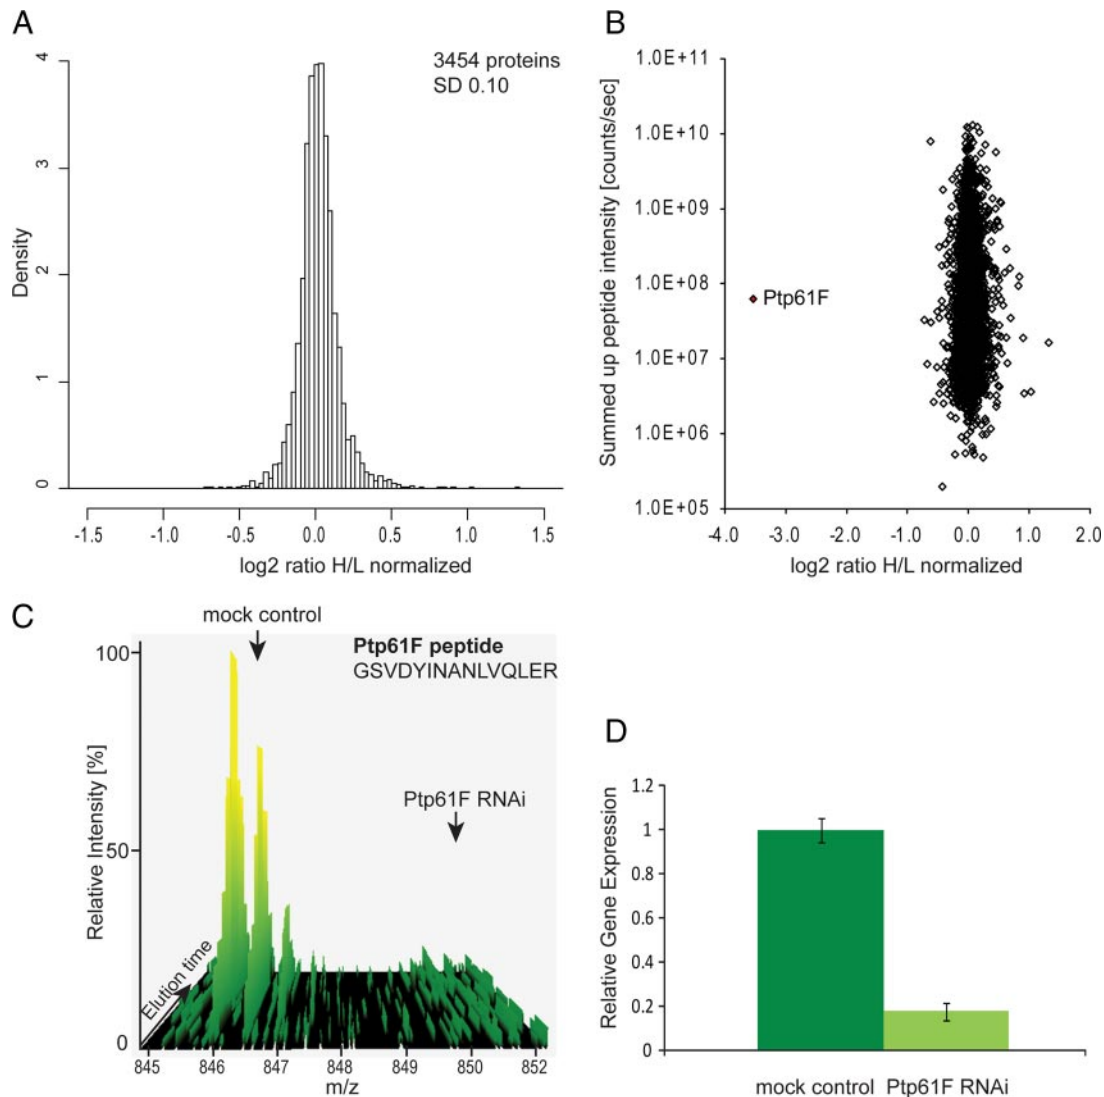 A
3454 proteins
SD 0.10
Density
4
3
2
1
0
-1.5 -1.0 -0.5 0.0 0.5 1.0 1.5
log2 ratio H/L normalized
B
Summed up peptide intensity [counts/sec]
1.0E+11
1.0E+10
1.0E+09
1.0E+08
1.0E+07
1.0E+06
1.0E+05
Ptp61F
-4.0 -3.0 -2.0 -1.0 0.0 1.0 2.0
log2 ratio H/L normalized
C
mock control
Ptp61F peptide
GSVDYINANLVQLER
Ptp61F RNAi
Relative Intensity [%]
100
50
0
Elution time
845 846 847 848 849 850 852
m/z
D
Relative Gene Expression
1.2
1
0.8
0.6
0.4
0.2
0
mock control Ptp61F RNAi